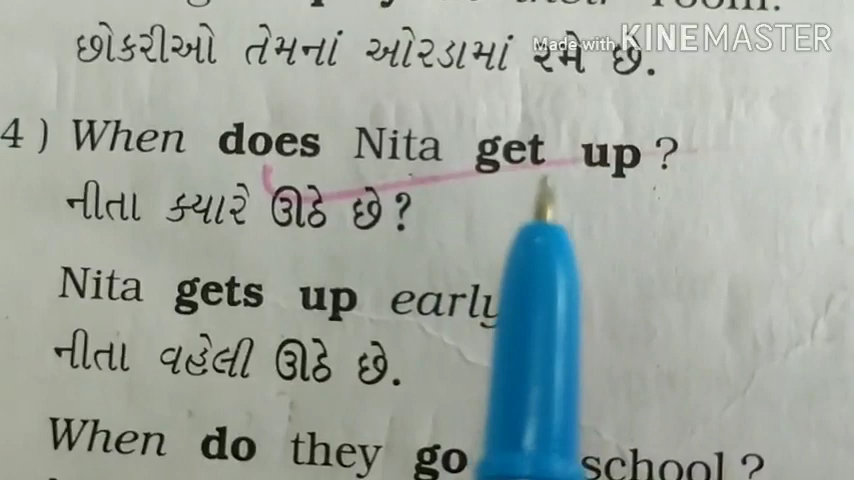 room.
છોકરીઓ તેમનાં ઓરડામાં રમે છે.
Made with KINEMASTER
4) When does Nita get up?
નીતા ક્યારે ઊઠે છે?
Nita gets up early
નીતા વહેલી ઊઠે છે.
When do they go school?